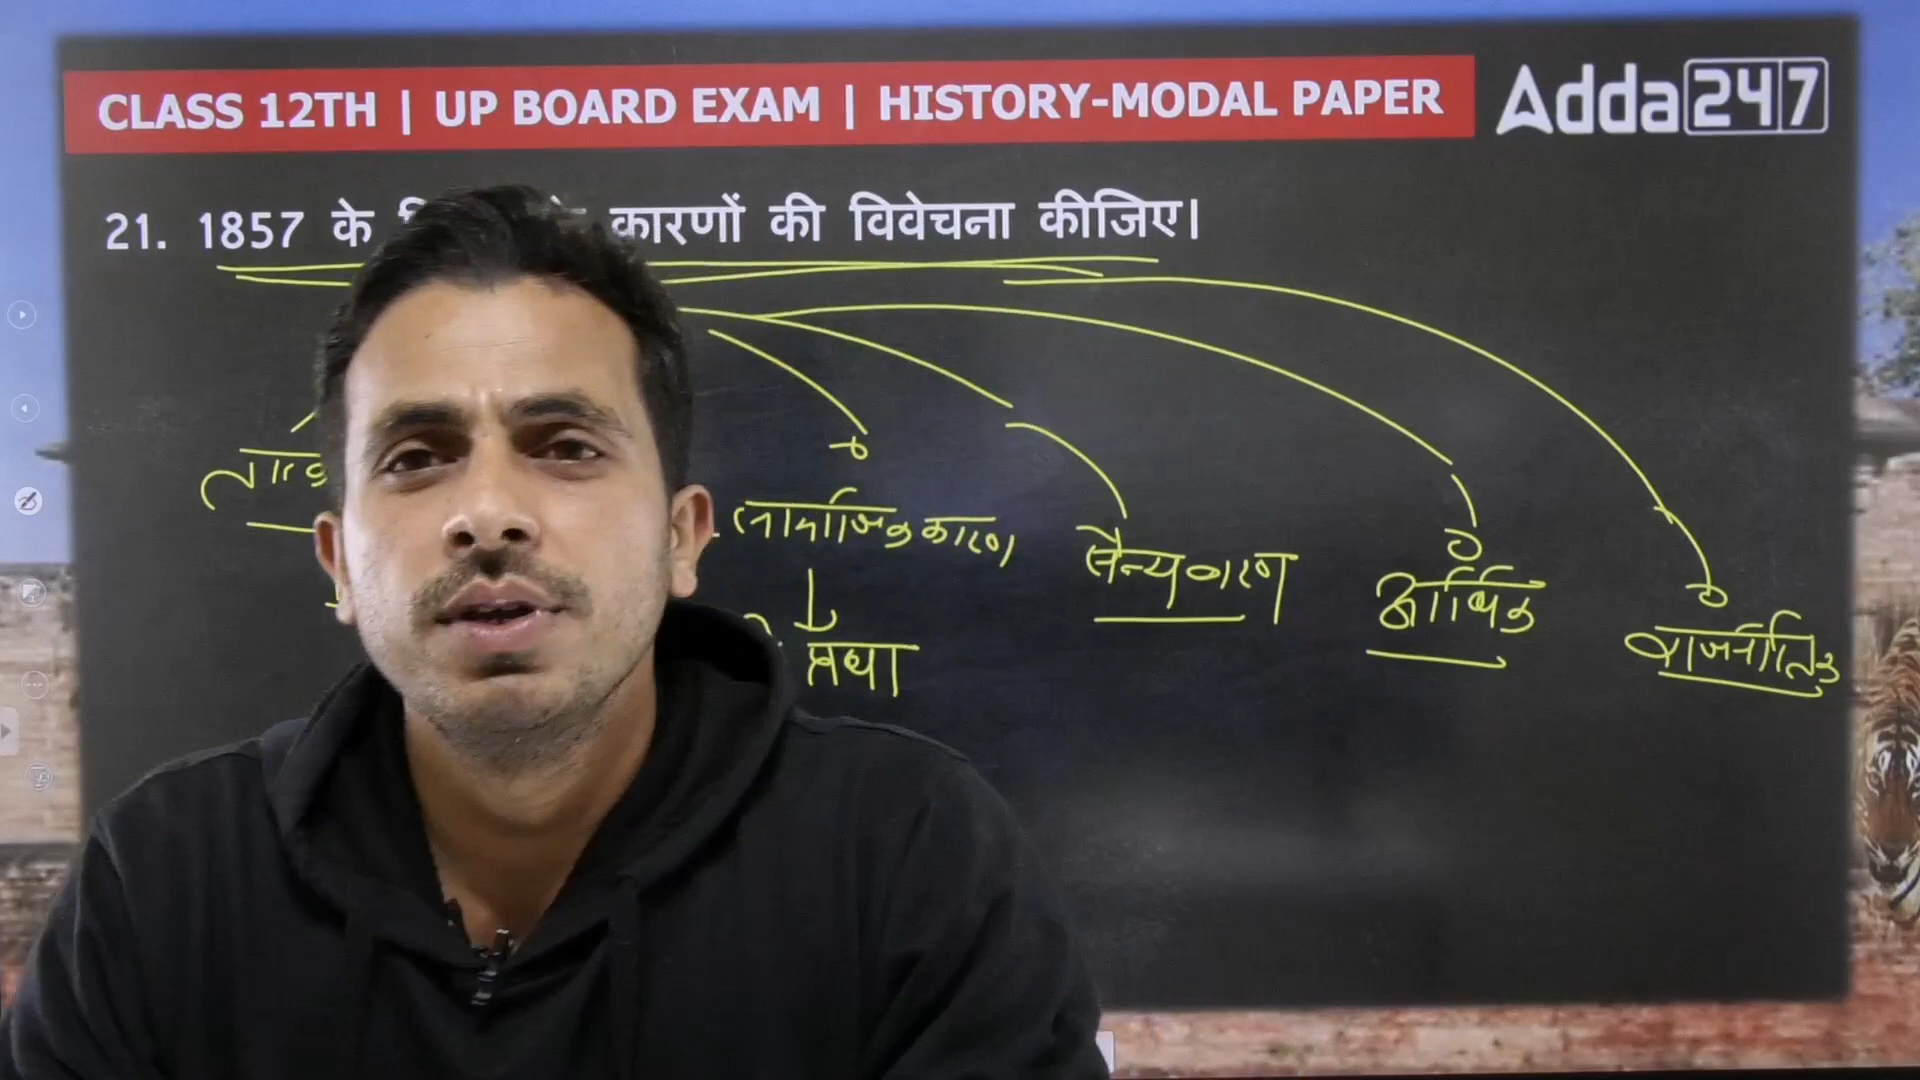 CLASS 12TH | UP BOARD EXAM | HISTORY-MODAL PAPER
Adda247
21. 1857 के कारणों की विवेचना कीजिए।
सामाजिक कारण
सैन्य कारण
आर्थिक
राजनीतिक
प्रथा